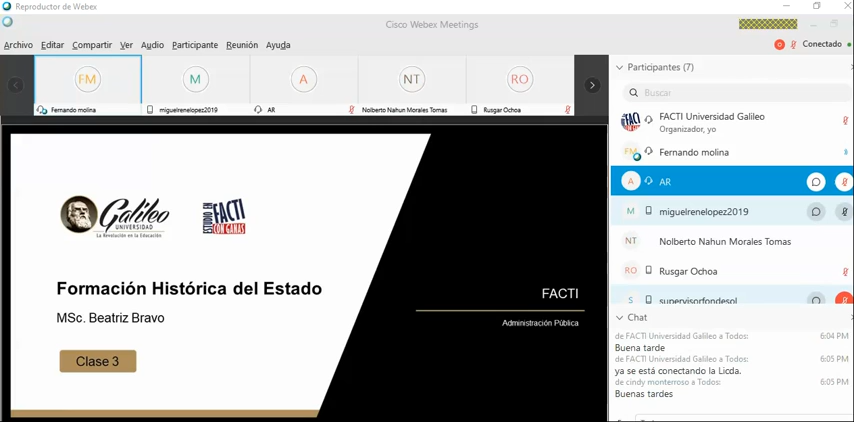 Reproductor de Webex
Cisco Webex Meetings
Archivo Editar Compartir Ver Audio Participante Reunión Ayuda
Conectado
FM
Fernando molina
M
miguelrenelopez2019
A
AR
NT
Nolberto Nahun Morales Tomas
RO
Rusgar Ochoa
Galileo
UNIVERSIDAD
La Revolución en la Educación
ESTUDIO EN
FACTI
CON GANAS
Formación Histórica del Estado
MSc. Beatriz Bravo
Clase 3
FACTI
Administración Pública
Participantes (7)
Buscar
FACTI Universidad Galileo
Organizador, yo
FM Fernando molina
A AR
M miguelrenelopez2019
NT Nolberto Nahun Morales Tomas
RO Rusgar Ochoa
S supervisorfondesol
Chat
de FACTI Universidad Galileo a Todos: 6:04 PM
Buena tarde
de FACTI Universidad Galileo a Todos: 6:05 PM
ya se está conectando la Licda.
de cindy monterroso a Todos: 6:05 PM
Buenas tardes